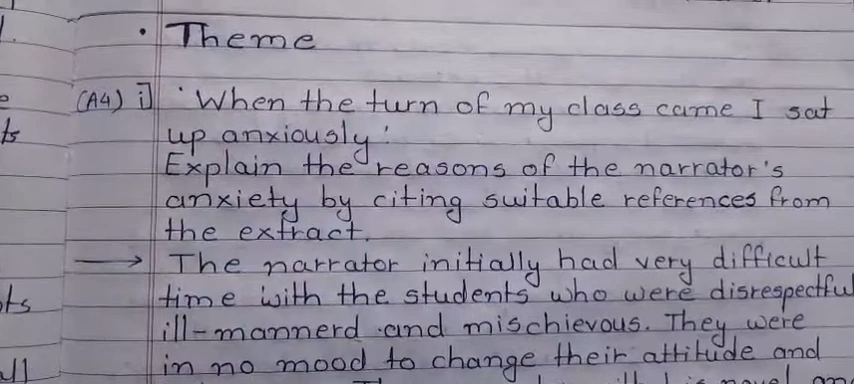 • Theme
(A4) i] 'When the turn of my class came I sat
up anxiously'
Explain the reasons of the narrator's
anxiety by citing suitable references from
the extract.
→ The narrator initially had very difficult
time with the students who were disrespectful
ill-mannerd and mischievous. They were
in no mood to change their attitude and